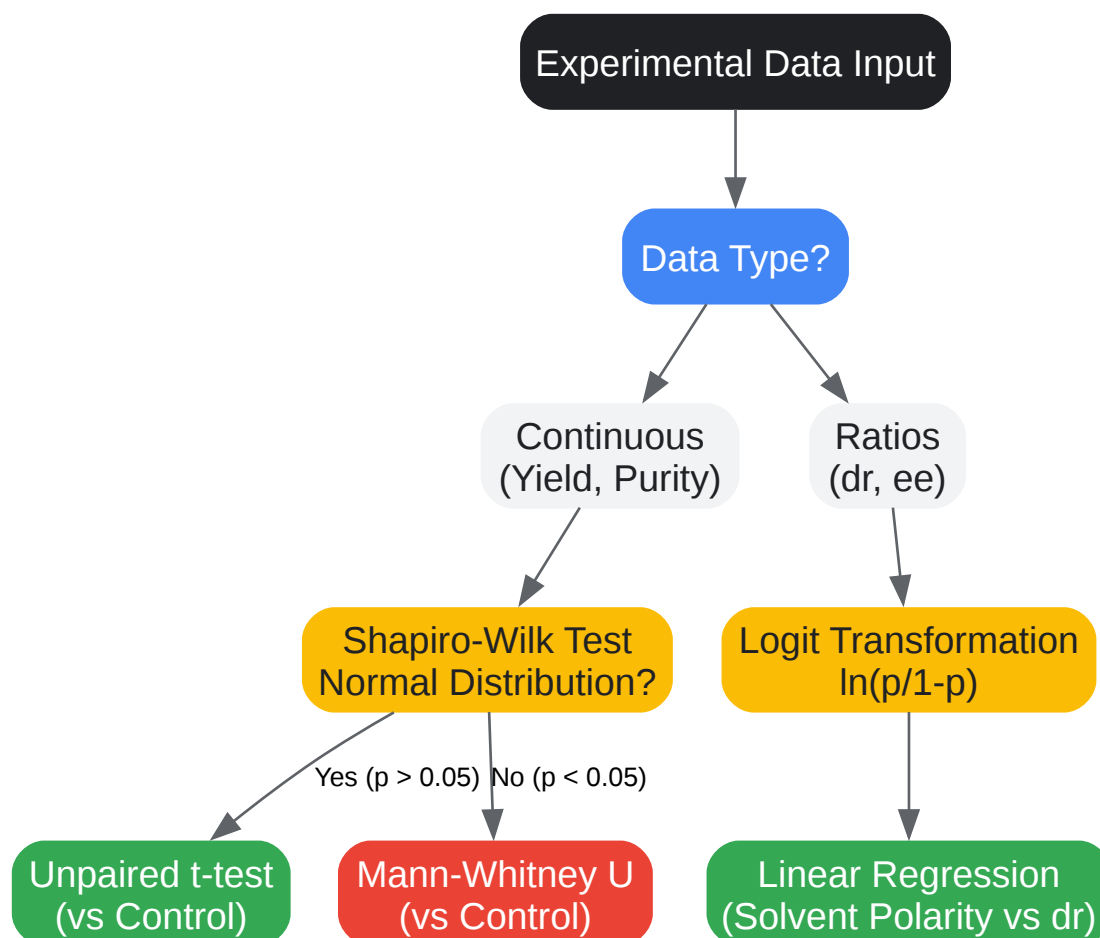 Experimental Data Input
Data Type?
Continuous
(Yield, Purity)
Ratios
(dr, ee)
Shapiro-Wilk Test
Normal Distribution?
Logit Transformation
ln(p/1-p)
Yes (p > 0.05)
No (p < 0.05)
Unpaired t-test
(vs Control)
Mann-Whitney U
(vs Control)
Linear Regression
(Solvent Polarity vs dr)